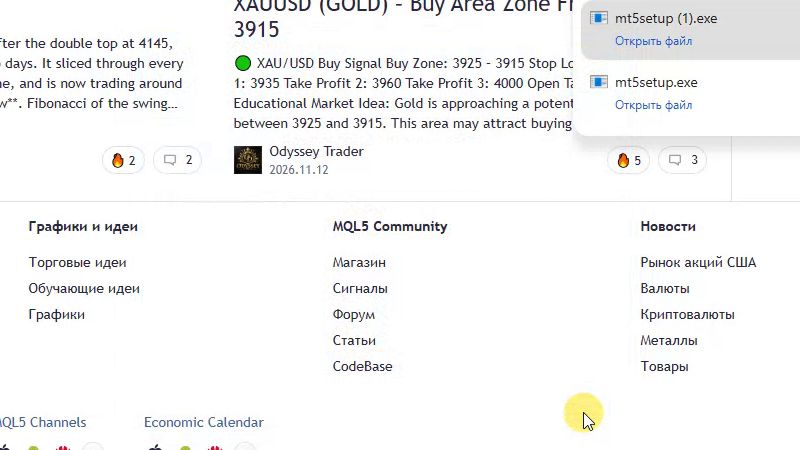 XAUUSD (GOLD) – Buy Area Zone
3915
fter the double top at 4145,
days. It sliced through every
ne, and is now trading around
w**. Fibonacci of the swing...
2
2
XAU/USD Buy Signal Buy Zone: 3925 - 3915 Stop
1: 3935 Take Profit 2: 3960 Take Profit 3: 4000 Open
Educational Market Idea: Gold is approaching a
between 3925 and 3915. This area may attract buying
Odyssey Trader
2026.11.12
5
3
mt5setup (1).exe
Открыть файл
mt5setup.exe
Открыть файл
Графики и идеи
Торговые идеи
Обучающие идеи
Графики
MQL5 Community
Магазин
Сигналы
Форум
Статьи
CodeBase
Новости
Рынок акций США
Валюты
Криптовалюты
Металлы
Товары
MQL5 Channels
Economic Calendar